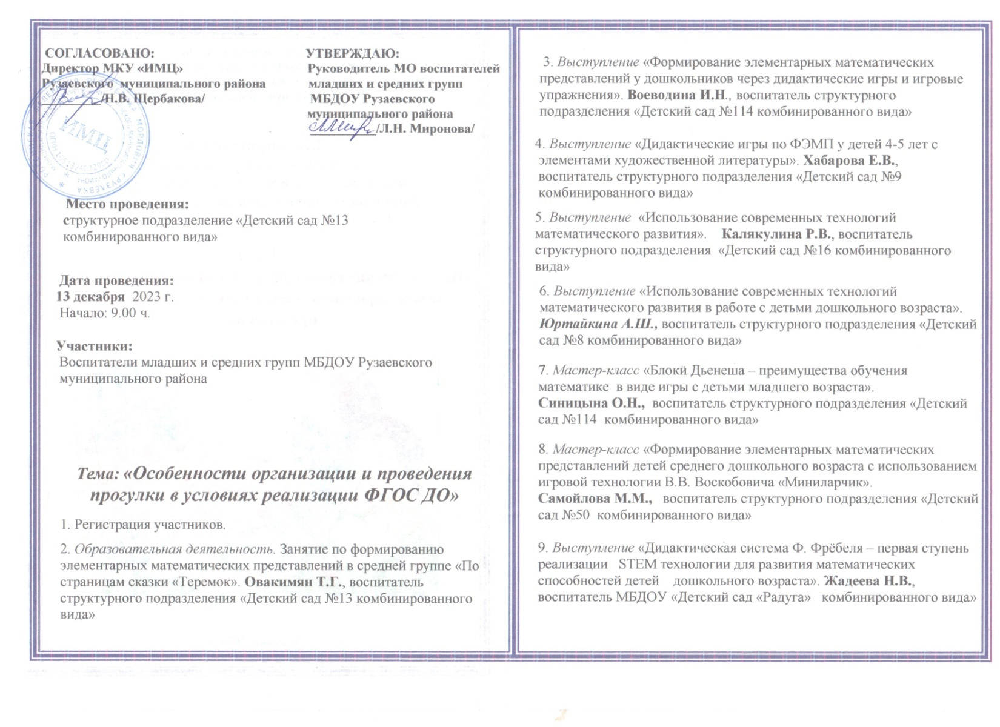 СОГЛАСОВАНО:
Директор МКУ «ИМЦ»
Рузаевского муниципального района
/Н.В. Щербакова/
УТВЕРЖДАЮ:
Руководитель МО воспитателей
младших и средних групп
МБДОУ Рузаевского
муниципального района
/Л.Н. Миронова/
ИМЦ
Место проведения:
структурное подразделение «Детский сад №13
комбинированного вида»
Дата проведения:
13 декабря 2023 г.
Начало: 9.00 ч.
Участники:
Воспитатели младших и средних групп МБДОУ Рузаевского
муниципального района
Тема: «Особенности организации и проведения
прогулки в условиях реализации ФГОС ДО»
1. Регистрация участников.
2. Образовательная деятельность. Занятие по формированию
элементарных математических представлений в средней группе «По
страницам сказки «Теремок». Овакимян Т.Г., воспитатель
структурного подразделения «Детский сад №13 комбинированного
вида»
3. Выступление «Формирование элементарных математических
представлений у дошкольников через дидактические игры и игровые
упражнения». Воеводина И.Н., воспитатель структурного
подразделения «Детский сад №114 комбинированного вида»
4. Выступление «Дидактические игры по ФЭМП у детей 4-5 лет с
элементами художественной литературы». Хабарова Е.В.,
воспитатель структурного подразделения «Детский сад №9
комбинированного вида»
5. Выступление «Использование современных технологий
математического развития». Калякулина Р.В., воспитатель
структурного подразделения «Детский сад №16 комбинированного
вида»
6. Выступление «Использование современных технологий
математического развития в работе с детьми дошкольного возраста».
Юртайкина А.Ш., воспитатель структурного подразделения «Детский
сад №8 комбинированного вида»
7. Мастер-класс «Блоки Дьенеша – преимущества обучения
математике в виде игры с детьми младшего возраста».
Синицына О.Н., воспитатель структурного подразделения «Детский
сад №114 комбинированного вида»
8. Мастер-класс «Формирование элементарных математических
представлений детей среднего дошкольного возраста с использованием
игровой технологии В.В. Воскобовича «Миниларчик».
Самойлова М.М., воспитатель структурного подразделения «Детский
сад №50 комбинированного вида»
9. Выступление «Дидактическая система Ф. Фрёбеля – первая ступень
реализации STEM технологии для развития математических
способностей детей дошкольного возраста». Жадеева Н.В.,
воспитатель МБДОУ «Детский сад «Радуга» комбинированного вида»